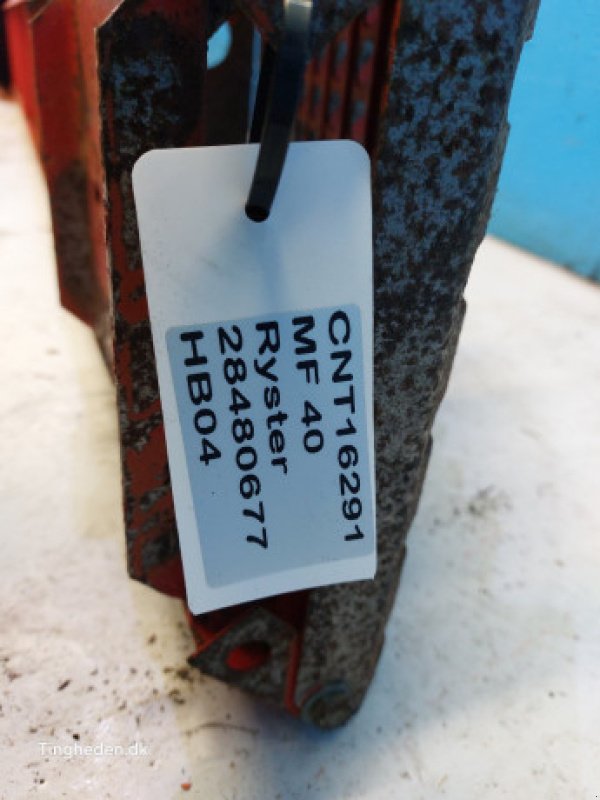 CNT16291
MF 40
Ryster
28480677
HB04
Tingheden.dk